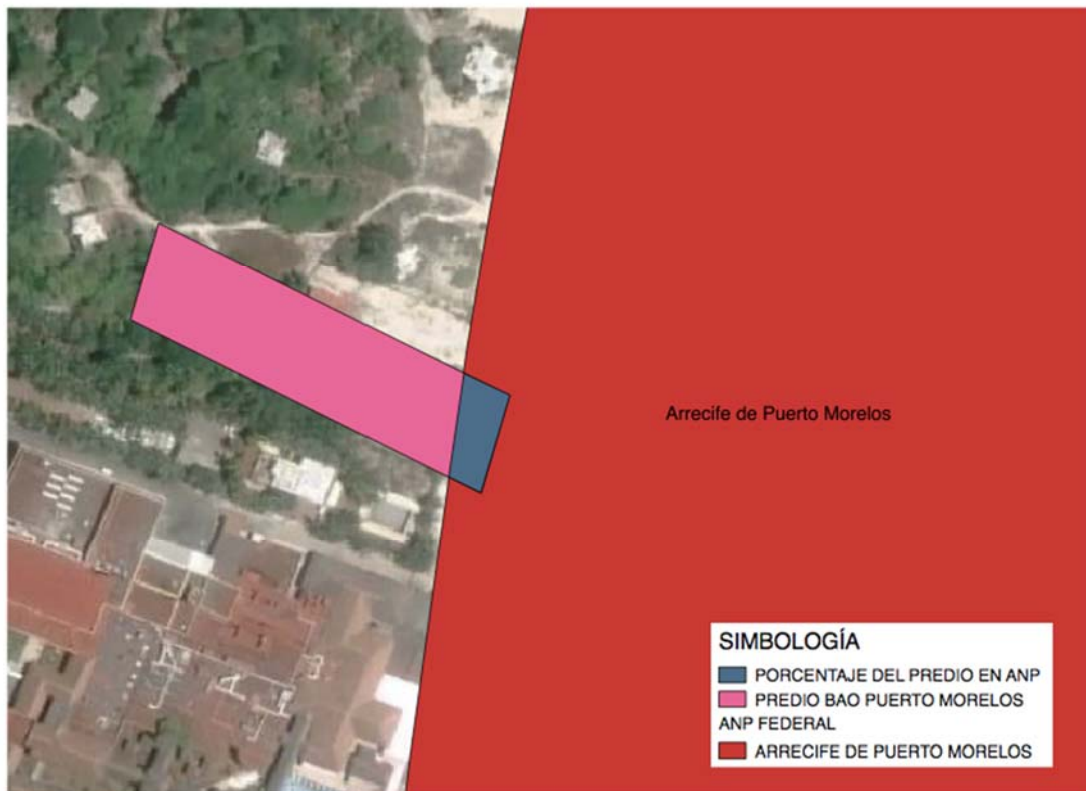 Arrecife de Puerto Morelos
SIMBOLOGÍA
PORCENTAJE DEL PREDIO EN ANP
PREDIO BAO PUERTO MORELOS
ANP FEDERAL
ARRECIFE DE PUERTO MORELOS